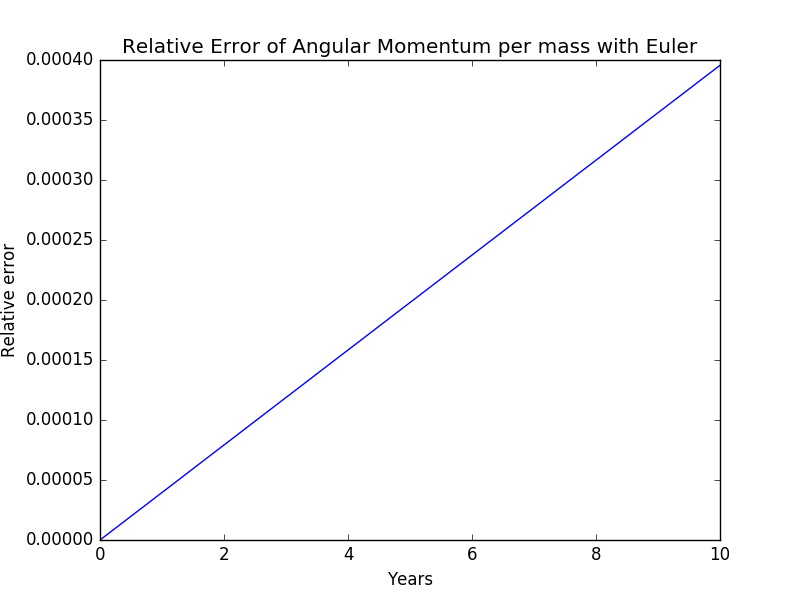 Relative Error of Angular Momentum per mass with Euler
0.00040
0.00035
0.00030
0.00025
0.00020
0.00015
0.00010
0.00005
0.00000
Relative error
0 2 4 6 8 10
Years